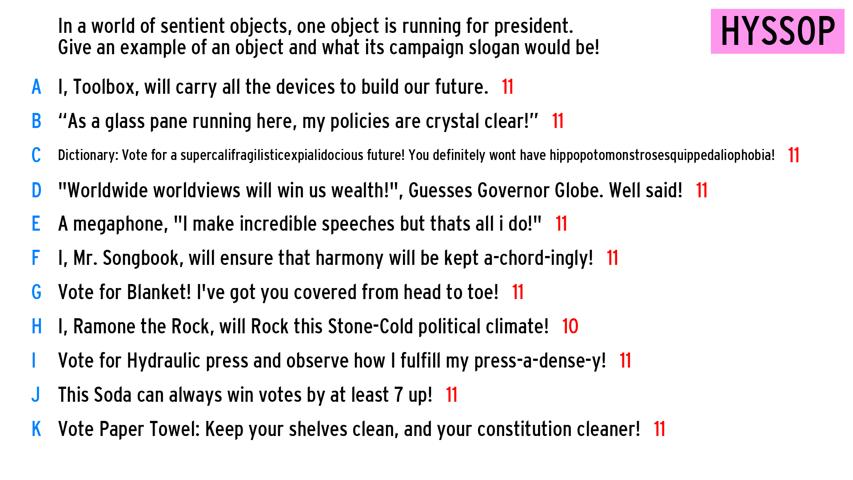 In a world of sentient objects, one object is running for president.
Give an example of an object and what its campaign slogan would be!
HYSSOP
A I, Toolbox, will carry all the devices to build our future. 11
B “As a glass pane running here, my policies are crystal clear!” 11
C Dictionary: Vote for a supercalifragilisticexpialidocious future! You definitely wont have hippopotomonstrosesquippedaliophobia! 11
D "Worldwide worldviews will win us wealth!", Guesses Governor Globe. Well said! 11
E A megaphone, "I make incredible speeches but thats all i do!" 11
F I, Mr. Songbook, will ensure that harmony will be kept a-chord-ingly! 11
G Vote for Blanket! I've got you covered from head to toe! 11
H I, Ramone the Rock, will Rock this Stone-Cold political climate! 10
I Vote for Hydraulic press and observe how I fulfill my press-a-dense-y! 11
J This Soda can always win votes by at least 7 up! 11
K Vote Paper Towel: Keep your shelves clean, and your constitution cleaner! 11